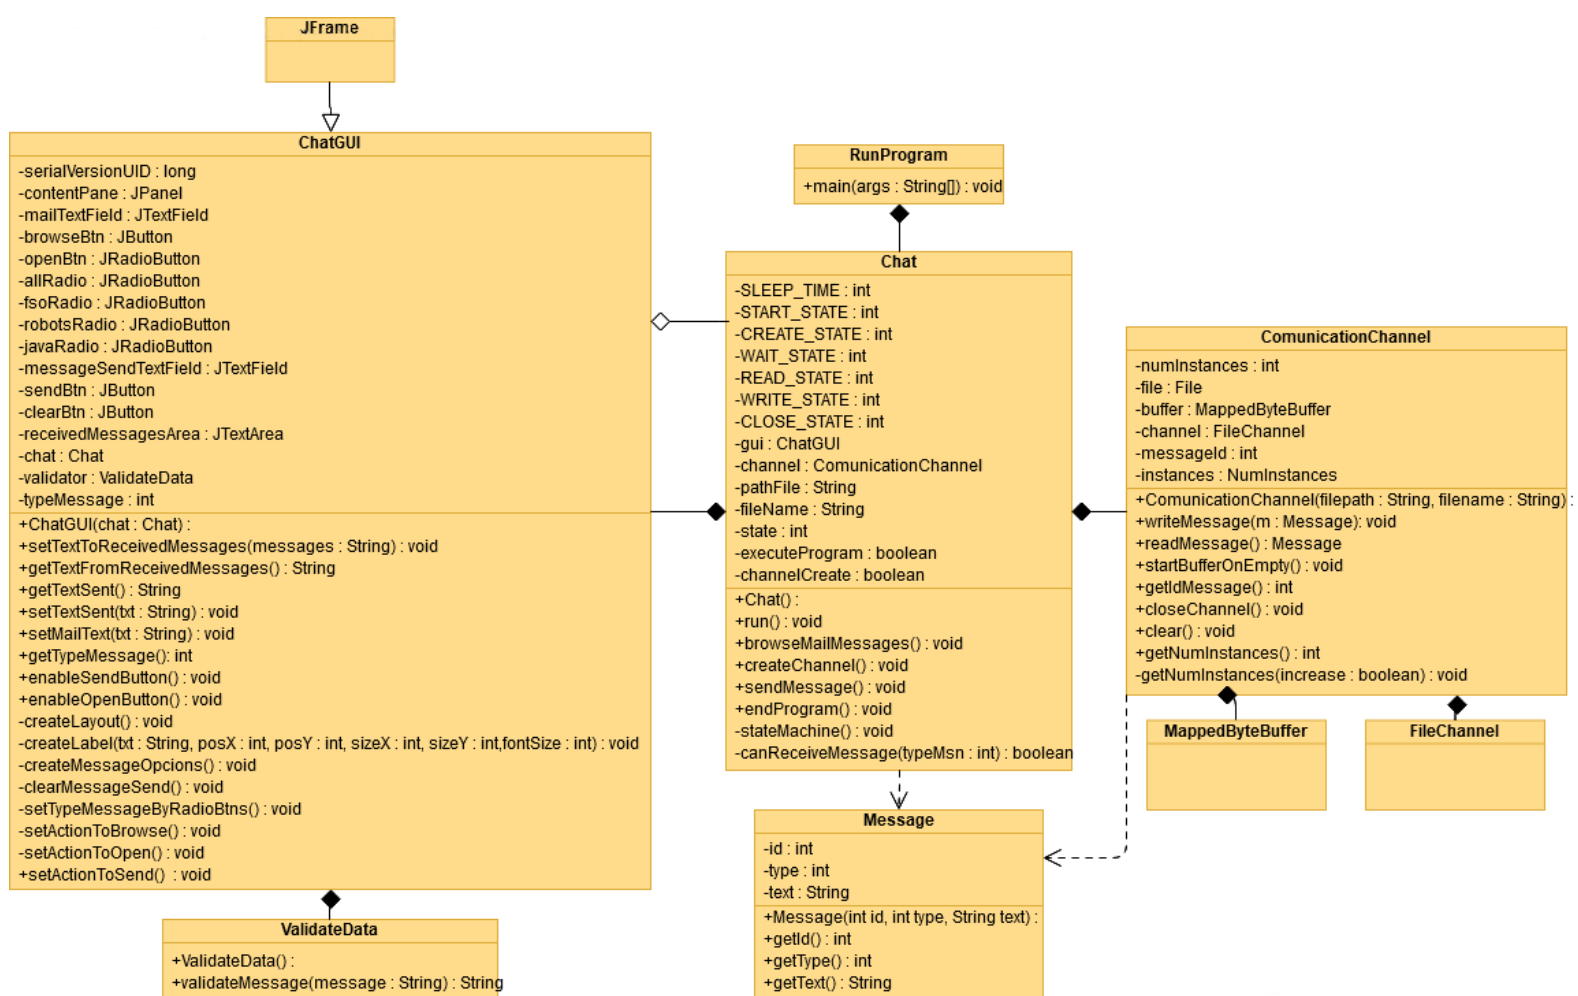 JFrame
ChatGUI
-serialVersionUID : long
-contentPane : JPanel
-mailTextField : JTextField
-browseBtn : JButton
-openBtn : JRadioButton
-allRadio : JRadioButton
-fsoRadio : JRadioButton
-robotsRadio : JRadioButton
-javaRadio : JRadioButton
-messageSendTextField : JTextField
-sendBtn : JButton
-clearBtn : JButton
-receivedMessagesArea : JTextArea
-chat : Chat
-validator : ValidateData
-typeMessage : int
+ChatGUI(chat : Chat) :
+setTextToReceivedMessages(messages : String) : void
+getTextFromReceivedMessages() : String
+getTextSent() : String
+setTextSent(txt : String) : void
+setMailText(txt : String) : void
+getTypeMessage(): int
+enableSendButton() : void
+enableOpenButton() : void
-createLayout() : void
-createLabel(txt : String, posX : int, posY : int, sizeX : int, sizeY : int,fontSize : int) : void
-createMessageOpcions() : void
-clearMessageSend() : void
-setTypeMessageByRadioBtns() : void
-setActionToBrowse() : void
-setActionToOpen() : void
+setActionToSend() : void
ValidateData
+ValidateData() :
+validateMessage(message : String) : String
RunProgram
+main(args : String[]) : void
Chat
-SLEEP_TIME : int
-START_STATE : int
-CREATE_STATE : int
-WAIT_STATE : int
-READ_STATE : int
-WRITE_STATE : int
-CLOSE_STATE : int
-gui : ChatGUI
-channel : ComunicationChannel
-pathFile : String
-fileName : String
-state : int
-executeProgram : boolean
-channelCreate : boolean
+Chat() :
+run() : void
+browseMailMessages() : void
+createChannel() : void
+sendMessage() : void
+endProgram() : void
-stateMachine() : void
-canReceiveMessage(typeMsn : int) : boolean
Message
-id : int
-type : int
-text : String
+Message(int id, int type, String text) :
+getId() : int
+getType() : int
+getText() : String
ComunicationChannel
-numInstances : int
-file : File
-buffer : MappedByteBuffer
-channel : FileChannel
-messageId : int
-instances : NumInstances
+ComunicationChannel(filepath : String, filename : String) :
+writeMessage(m : Message): void
+readMessage() : Message
+startBufferOnEmpty() : void
+getIdMessage() : int
+closeChannel() : void
+clear() : void
+getNumInstances() : int
-getNumInstances(increase : boolean) : void
MappedByteBuffer
FileChannel